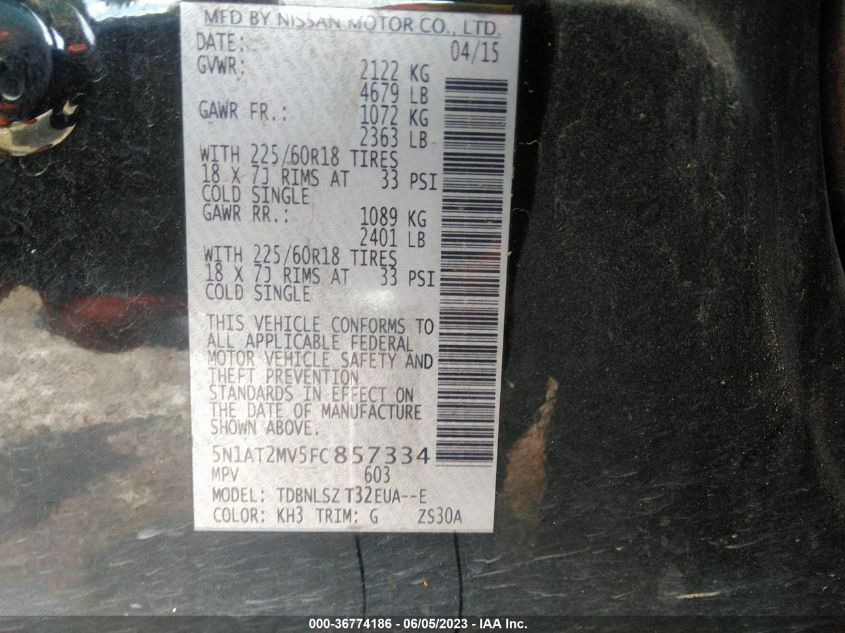 MFD BY NISSAN MOTOR CO., LTD.
DATE: 04/15
GVWR: 2122 KG
4679 LB
GAWR FR.: 1072 KG
2363 LB
WITH 225/60R18 TIRES
18 X 7J RIMS AT 33 PSI
COLD SINGLE
GAWR RR.: 1089 KG
2401 LB
WITH 225/60R18 TIRES
18 X 7J RIMS AT 33 PSI
COLD SINGLE
THIS VEHICLE CONFORMS TO
ALL APPLICABLE FEDERAL
MOTOR VEHICLE SAFETY AND
THEFT PREVENTION
STANDARDS IN EFFECT ON
THE DATE OF MANUFACTURE
SHOWN ABOVE.
5N1AT2MV5FC857334
MPV 603
MODEL: TDBNLSZ T32EUA--E
COLOR: KH3 TRIM: G ZS30A
000-36774186 - 06/05/2023 - IAA Inc.